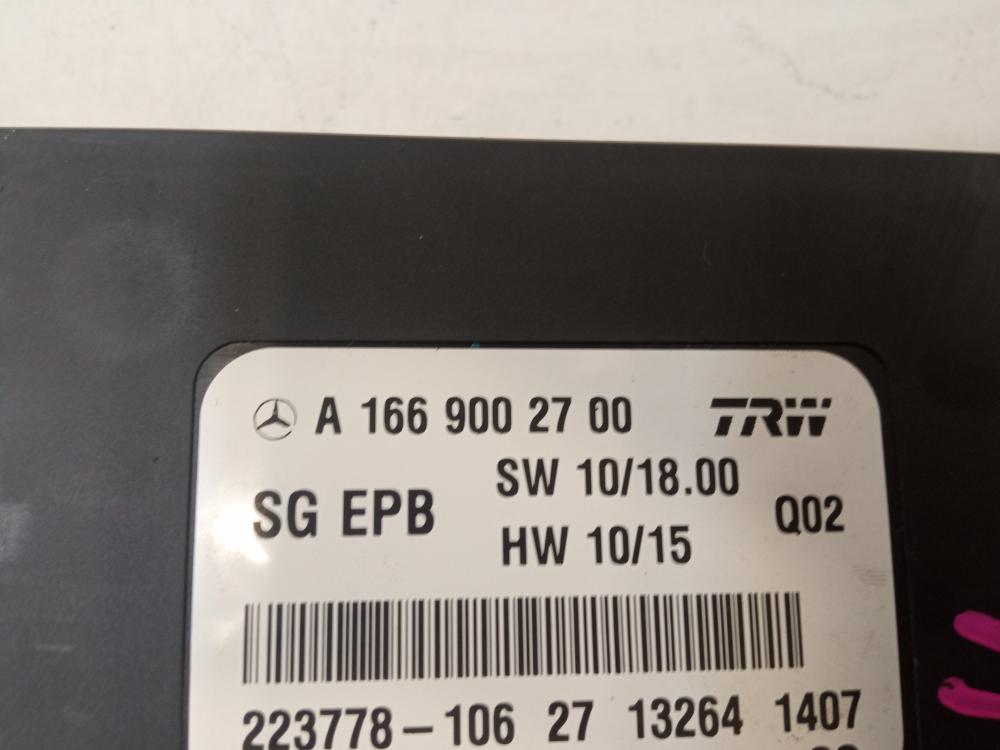 A 166 900 27 00 TRW
SW 10/18.00
SG EPB Q02
HW 10/15
223778-106 27 13264 1407